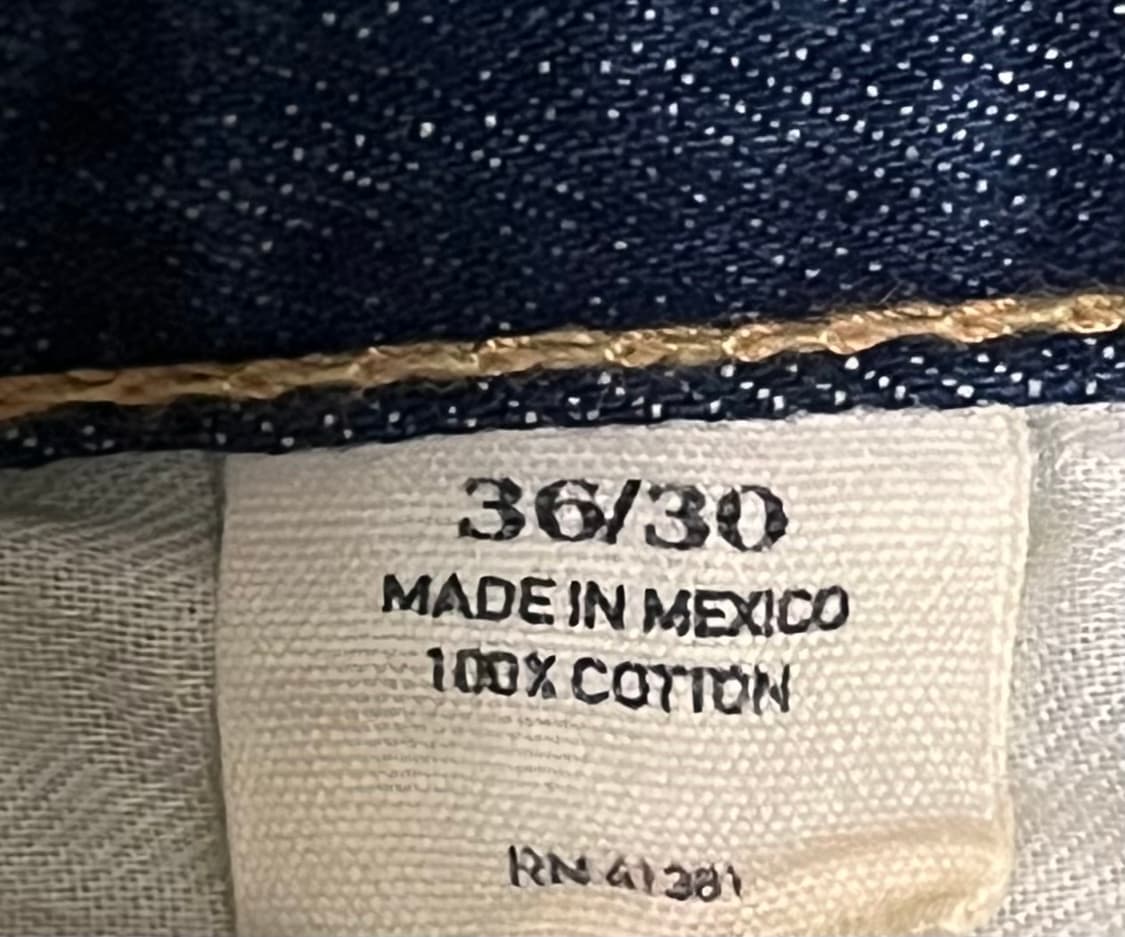 36/30
MADE IN MEXICO
100% COTTON
RN 41381